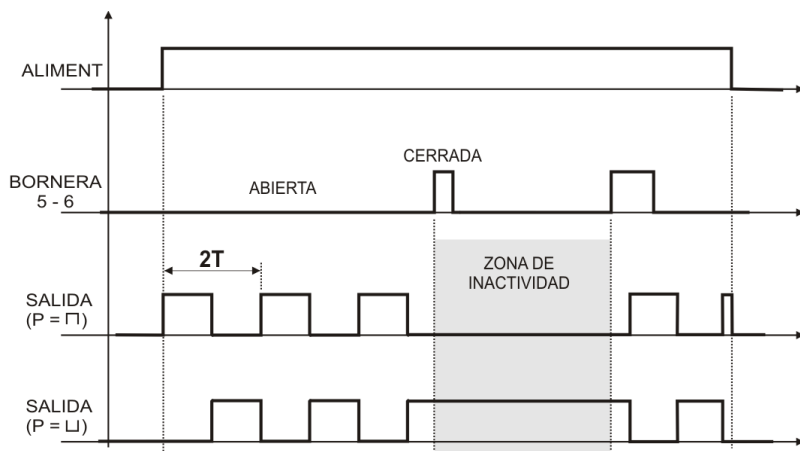 ALIMENT
CERRADA
BORNERA
5 - 6
ABIERTA
2T
ZONA DE
INACTIVIDAD
SALIDA
(P = ⊓)
SALIDA
(P = ⊔)